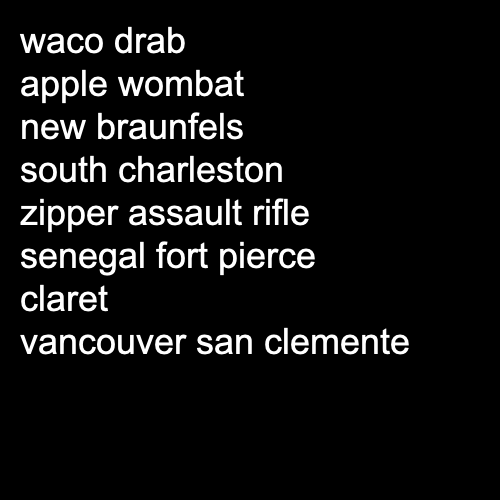 waco drab
apple wombat
new braunfels
south charleston
zipper assault rifle
senegal fort pierce
claret
vancouver san clemente